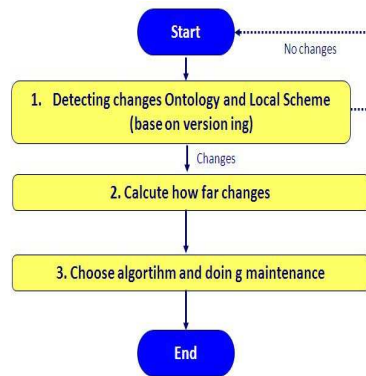 Start
No changes
1. Detecting changes Ontology and Local Scheme
(base on version ing)
Changes
2. Calcute how far changes
3. Choose algortihm and doin g maintenance
End